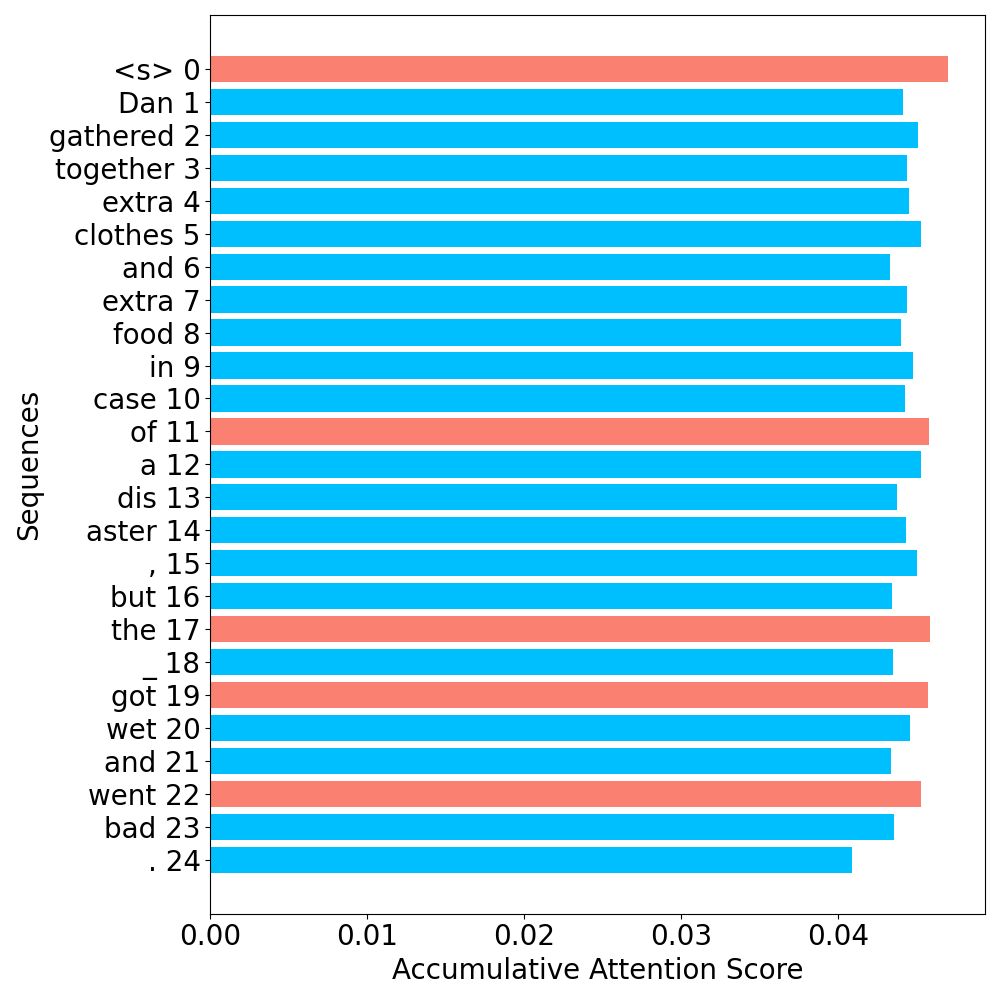 <s> 0
Dan 1
gathered 2
together 3
extra 4
clothes 5
and 6
extra 7
food 8
in 9
case 10
of 11
a 12
dis 13
aster 14
, 15
but 16
the 17
_ 18
got 19
wet 20
and 21
went 22
bad 23
. 24
Sequences
0.00 0.01 0.02 0.03 0.04
Accumulative Attention Score